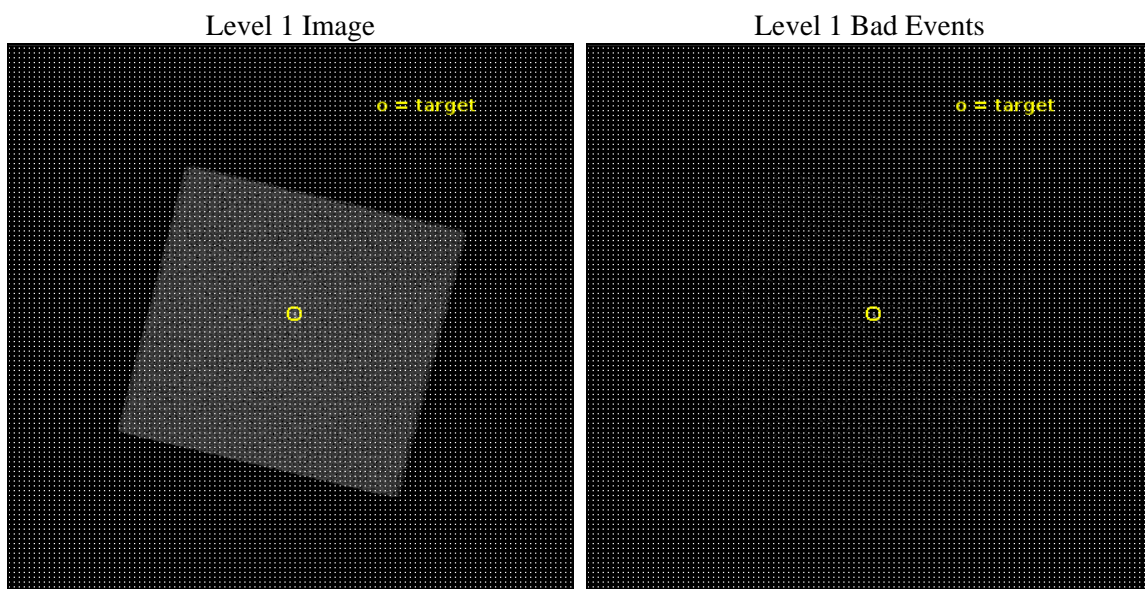 Level 1 Image
Level 1 Bad Events
o = target
o = target